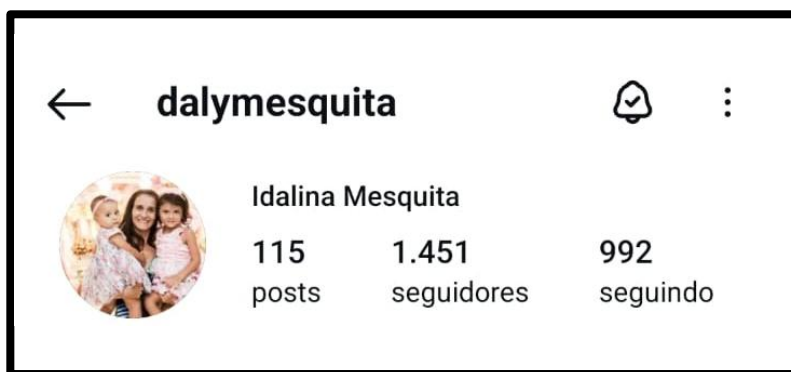 dalymesquita
Idalina Mesquita
115 1.451 992
posts seguidores seguindo